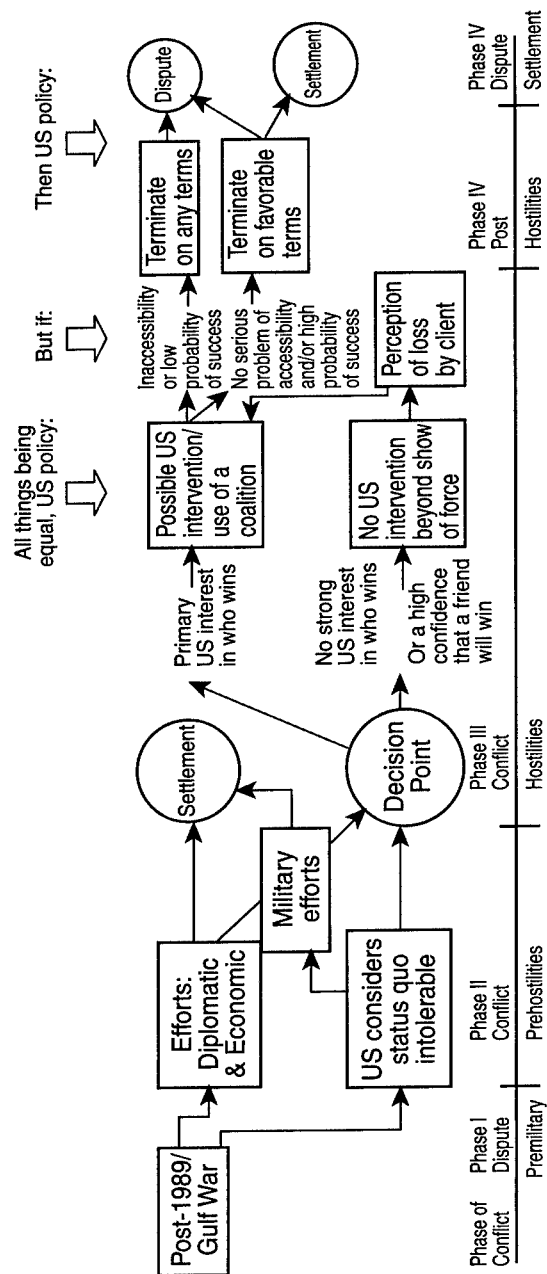 All things being
equal, US policy:
But if:
Then US policy:
Post-1989/
Gulf War
Efforts:
Diplomatic
& Economic
Military
efforts
US considers
status quo
intolerable
Settlement
Decision
Point
Primary
US interest
in who wins
No strong
US interest
in who wins
Or a high
confidence
that a friend
will win
Possible US
intervention/
use of a
coalition
No US
intervention
beyond show
of force
Inaccessibility
or low
probability
of success
No serious
problem of
accessibility
and/or high
probability
of success
Perception
of loss
by client
Terminate
on any terms
Terminate
on favorable
terms
Dispute
Settlement
Phase of
Conflict
Phase I
Dispute
Premilitary
Phase II
Conflict
Prehostilities
Phase III
Conflict
Hostilities
Phase IV
Post
Hostilities
Phase IV
Dispute
Settlement